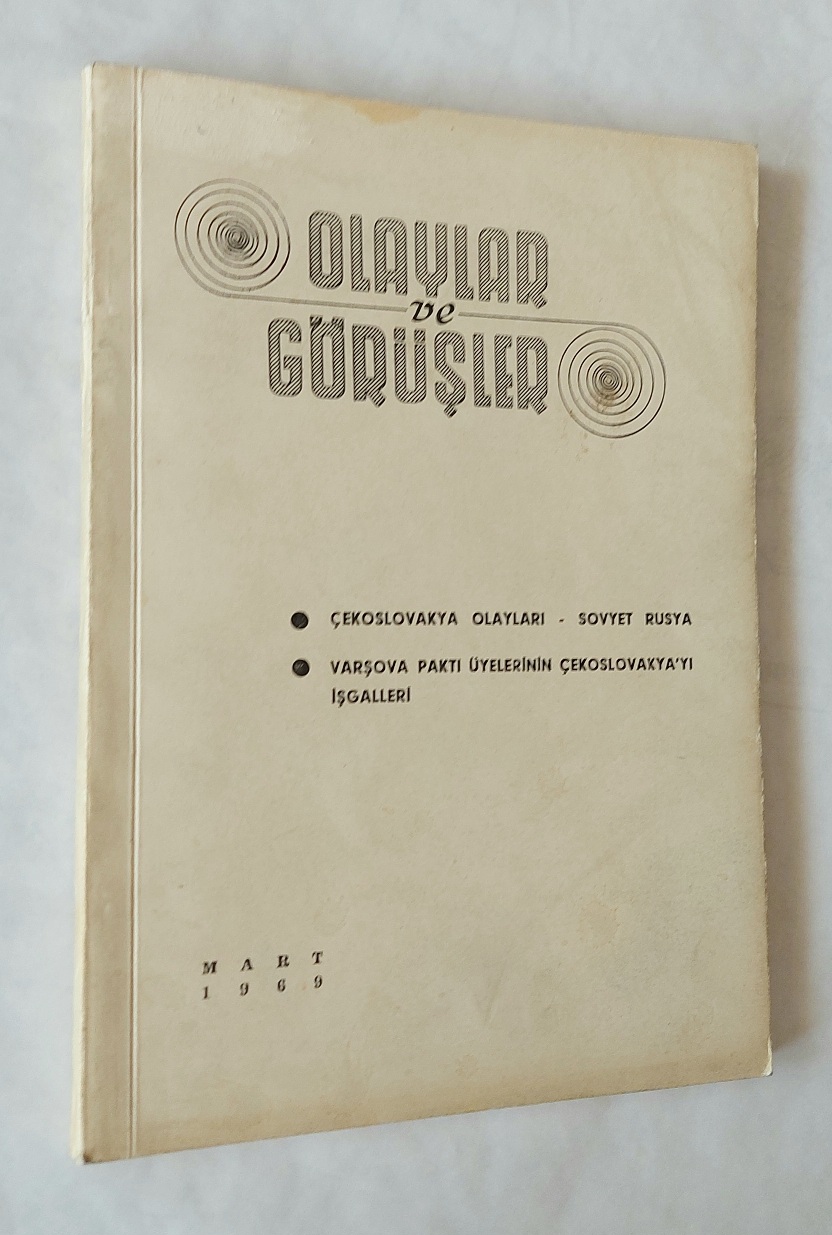 OLAYLAR
ve
GÖRÜŞLER
● ÇEKOSLOVAKYA OLAYLARI - SOVYET RUSYA
● VARŞOVA PAKTI ÜYELERİNİN ÇEKOSLOVAKYA'YI
İŞGALLERİ
MART
1969